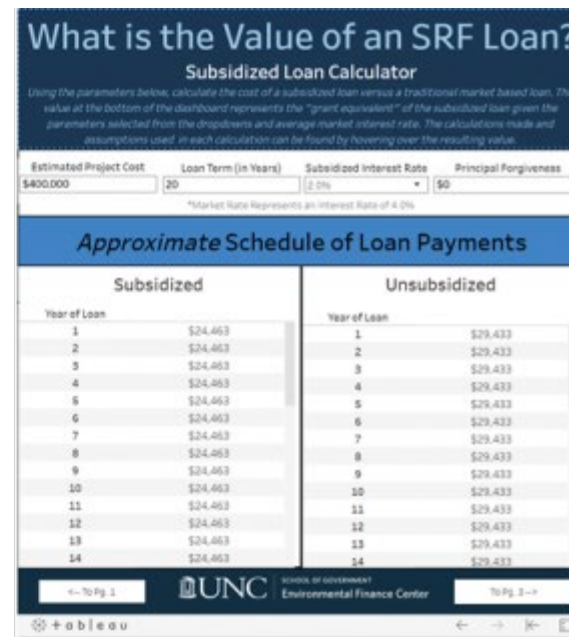 What is the Value of an SRF Loan?
Subsidized Loan Calculator
Using the parameters below, calculate the cost of a subsidized loan versus a traditional market based loan. The
value at the bottom of the dashboard represents the "grant equivalent" of the subsidized loan given the
parameters selected from the dropdowns and average market interest rate. The calculations made and
assumptions used in each calculation can be found by hovering over the resulting value.
Estimated Project Cost Loan Term (in Years) Subsidized Interest Rate Principal Forgiveness
$400,000 20 2.0% $0
*Market Rate Represents an Interest Rate of 4.0%
Approximate Schedule of Loan Payments
Subsidized Unsubsidized
Year of Loan Year of Loan
1 $24,463 1 $29,433
2 $24,463 2 $29,433
3 $24,463 3 $29,433
4 $24,463 4 $29,433
5 $24,463 5 $29,433
6 $24,463 6 $29,433
7 $24,463 7 $29,433
8 $24,463 8 $29,433
9 $24,463 9 $29,433
10 $24,463 10 $29,433
11 $24,463 11 $29,433
12 $24,463 12 $29,433
13 $24,463 13 $29,433
14 $24,463 14 $29,433
<-- To Pg. 1 UNC SCHOOL OF GOVERNMENT
Environmental Finance Center To Pg. 3-->
+ableau